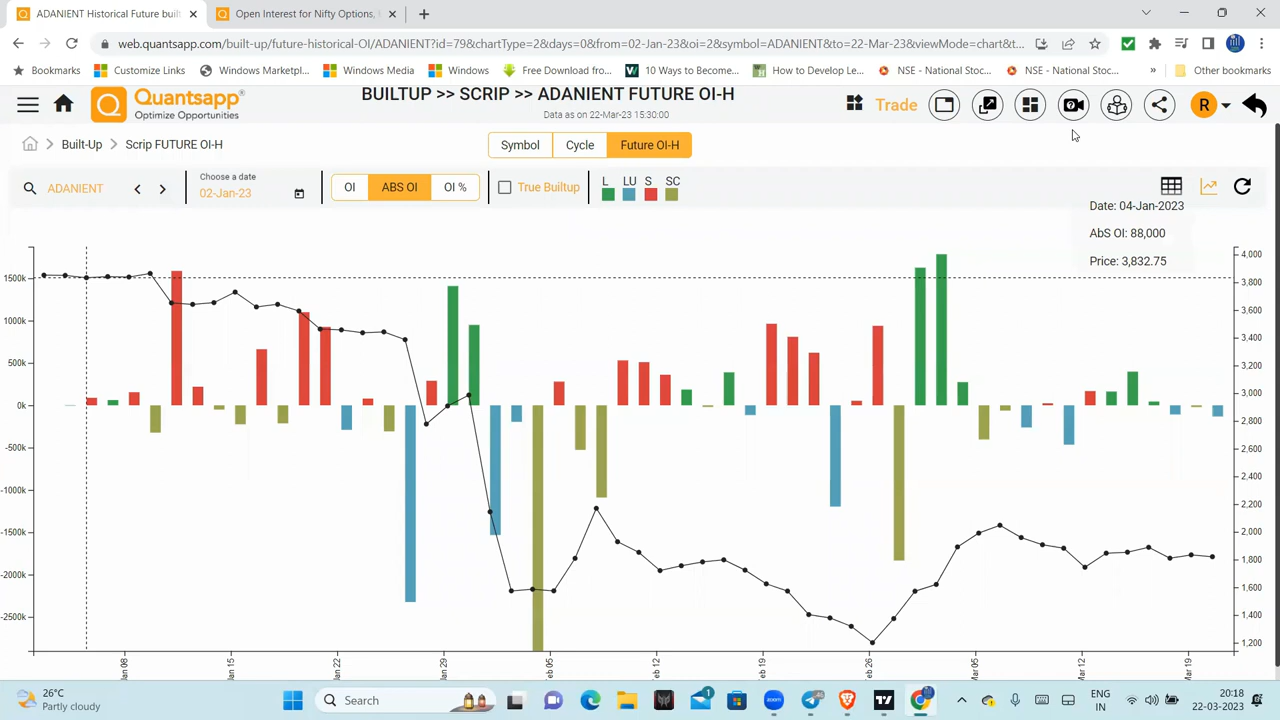 ADANIENT Historical Future buil
Open Interest for Nifty Options,
web.quantsapp.com/built-up/future-historical-OI/ADANIENT?id=79&chartType=2&days=0&from=02-Jan-23&oi=2&symbol=ADANIENT&to=22-Mar-23&viewMode=chart&t...
Bookmarks
Customize Links
Windows Marketpl...
Windows Media
Windows
Free Download from...
10 Ways to Become...
How to Develop Le...
NSE - National Stoc...
NSE - National Stoc...
»
Other bookmarks
Quantsapp
Optimize Opportunities
BUILTUP >> SCRIP >> ADANIENT FUTURE OI-H
Data as on 22-Mar-23 15:30:00
Trade
R
Built-Up
Scrip FUTURE OI-H
Symbol
Cycle
Future OI-H
ADANIENT
Choose a date
02-Jan-23
OI
ABS OI
OI %
True Builtup
L LU S SC
Date: 04-Jan-2023
AbS OI: 88,000
Price: 3,832.75
1500k
1000k
500k
0k
-500k
-1000k
-1500k
-2000k
-2500k
4,000
3,800
3,600
3,400
3,200
3,000
2,800
2,600
2,400
2,200
2,000
1,800
1,600
1,400
1,200
Jan 08
Jan 15
Jan 22
Jan 29
Feb 05
Feb 12
Feb 19
Feb 26
Mar 05
Mar 12
Mar 19
26°C
Partly cloudy
Search
1
ENG
IN
20:18
22-03-2023